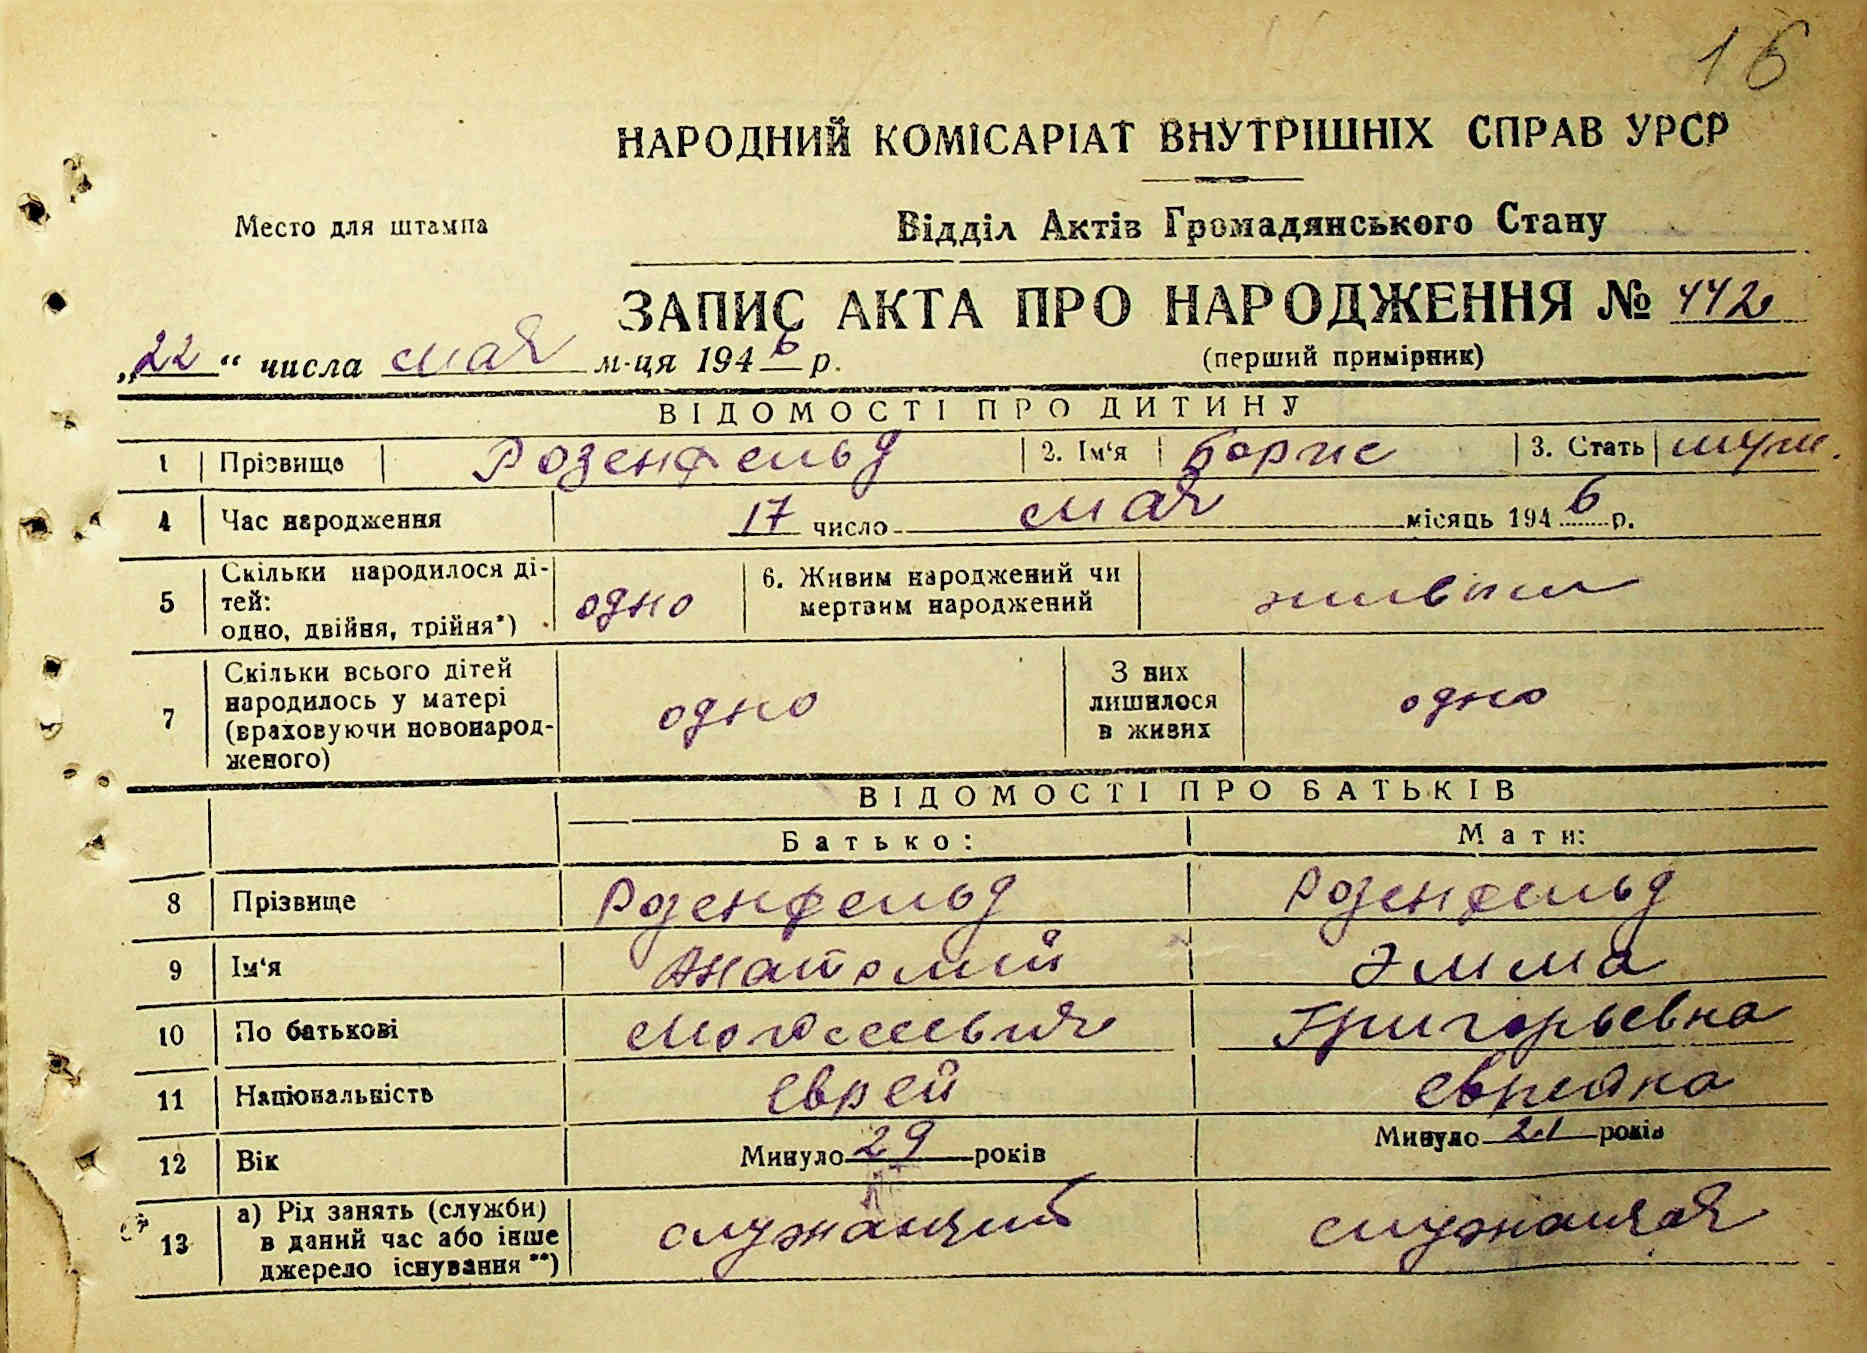 16
НАРОДНИЙ КОМІСАРІАТ ВНУТРІШНІХ СПРАВ УРСР
Место для штампа
Відділ Актів Громадянського Стану
ЗАПИС АКТА ПРО НАРОДЖЕННЯ № 442
„22“ числа мая м-ця 1946 р.
(перший примірник)
ВІДОМОСТІ ПРО ДИТИНУ
1 Прізвище Розенфельд 2. Ім‘я Борис 3. Стать муж.
4 Час народження 17 число мая місяць 1946 р.
5 Скільки народилося ді-
тей:
одно, двійня, трійня*) одно
6. Живим народжений чи
мертвим народжений живым
7 Скільки всього дітей
народилось у матері
(враховуючи новонарод-
женого) одно
З них
лишилося
в живих одно
ВІДОМОСТІ ПРО БАТЬКІВ
Батько: Мати:
8 Прізвище Розенфельд Розенфельд
9 Ім‘я Анатолий Эмма
10 По батькові Моисеевич Григорьевна
11 Національність Еврей еврейка
12 Вік Минуло 29 років Минуло 21 років
13 а) Рід занять (служби)
в даний час або інше
джерело існування **) служащий служащая